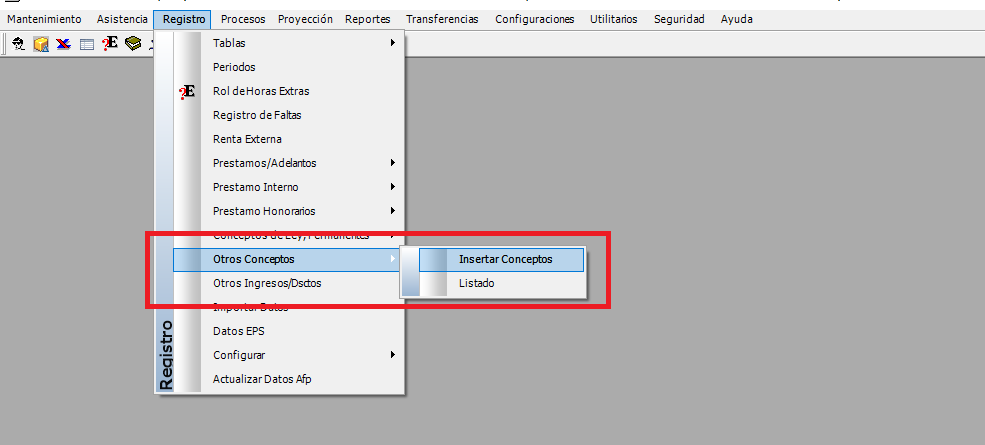 Mantenimiento Asistencia Registro Procesos Proyección Reportes Transferencias Configuraciones Utilitarios Seguridad Ayuda
Tablas
Periodos
?E Rol de Horas Extras
Registro de Faltas
Renta Externa
Prestamos/Adelantos
Prestamo Interno
Prestamo Honorarios
Conceptos de Ley, Permanentes
Otros Conceptos Insertar Conceptos
Otros Ingresos/Dsctos Listado
Importar Datos
Datos EPS
Configurar
Actualizar Datos Afp
Registro